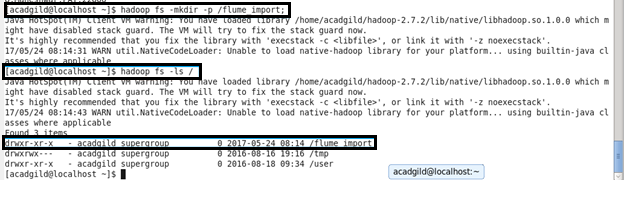 [acadgild@localhost ~]$ hadoop fs -mkdir -p /flume_import;
Java HotSpot(TM) Client VM warning: You have loaded library /home/acadgild/hadoop-2.7.2/lib/native/libhadoop.so.1.0.0 which m
ight have disabled stack guard. The VM will try to fix the stack guard now.
It's highly recommended that you fix the library with 'execstack -c <libfile>', or link it with '-z noexecstack'.
17/05/24 08:14:31 WARN util.NativeCodeLoader: Unable to load native-hadoop library for your platform... using builtin-java cl
asses where applicable
[acadgild@localhost ~]$ hadoop fs -ls /
Java HotSpot(TM) Client VM warning: You have loaded library /home/acadgild/hadoop-2.7.2/lib/native/libhadoop.so.1.0.0 which m
ight have disabled stack guard. The VM will try to fix the stack guard now.
It's highly recommended that you fix the library with 'execstack -c <libfile>', or link it with '-z noexecstack'.
17/05/24 08:14:43 WARN util.NativeCodeLoader: Unable to load native-hadoop library for your platform... using builtin-java cl
asses where applicable
Found 3 items
drwxr-xr-x - acadgild supergroup 0 2017-05-24 08:14 /flume_import
drwxrwx--- - acadgild supergroup 0 2016-08-16 19:16 /tmp
drwxr-xr-x - acadgild supergroup 0 2016-08-18 09:34 /user
[acadgild@localhost ~]$
acadgild@localhost:~